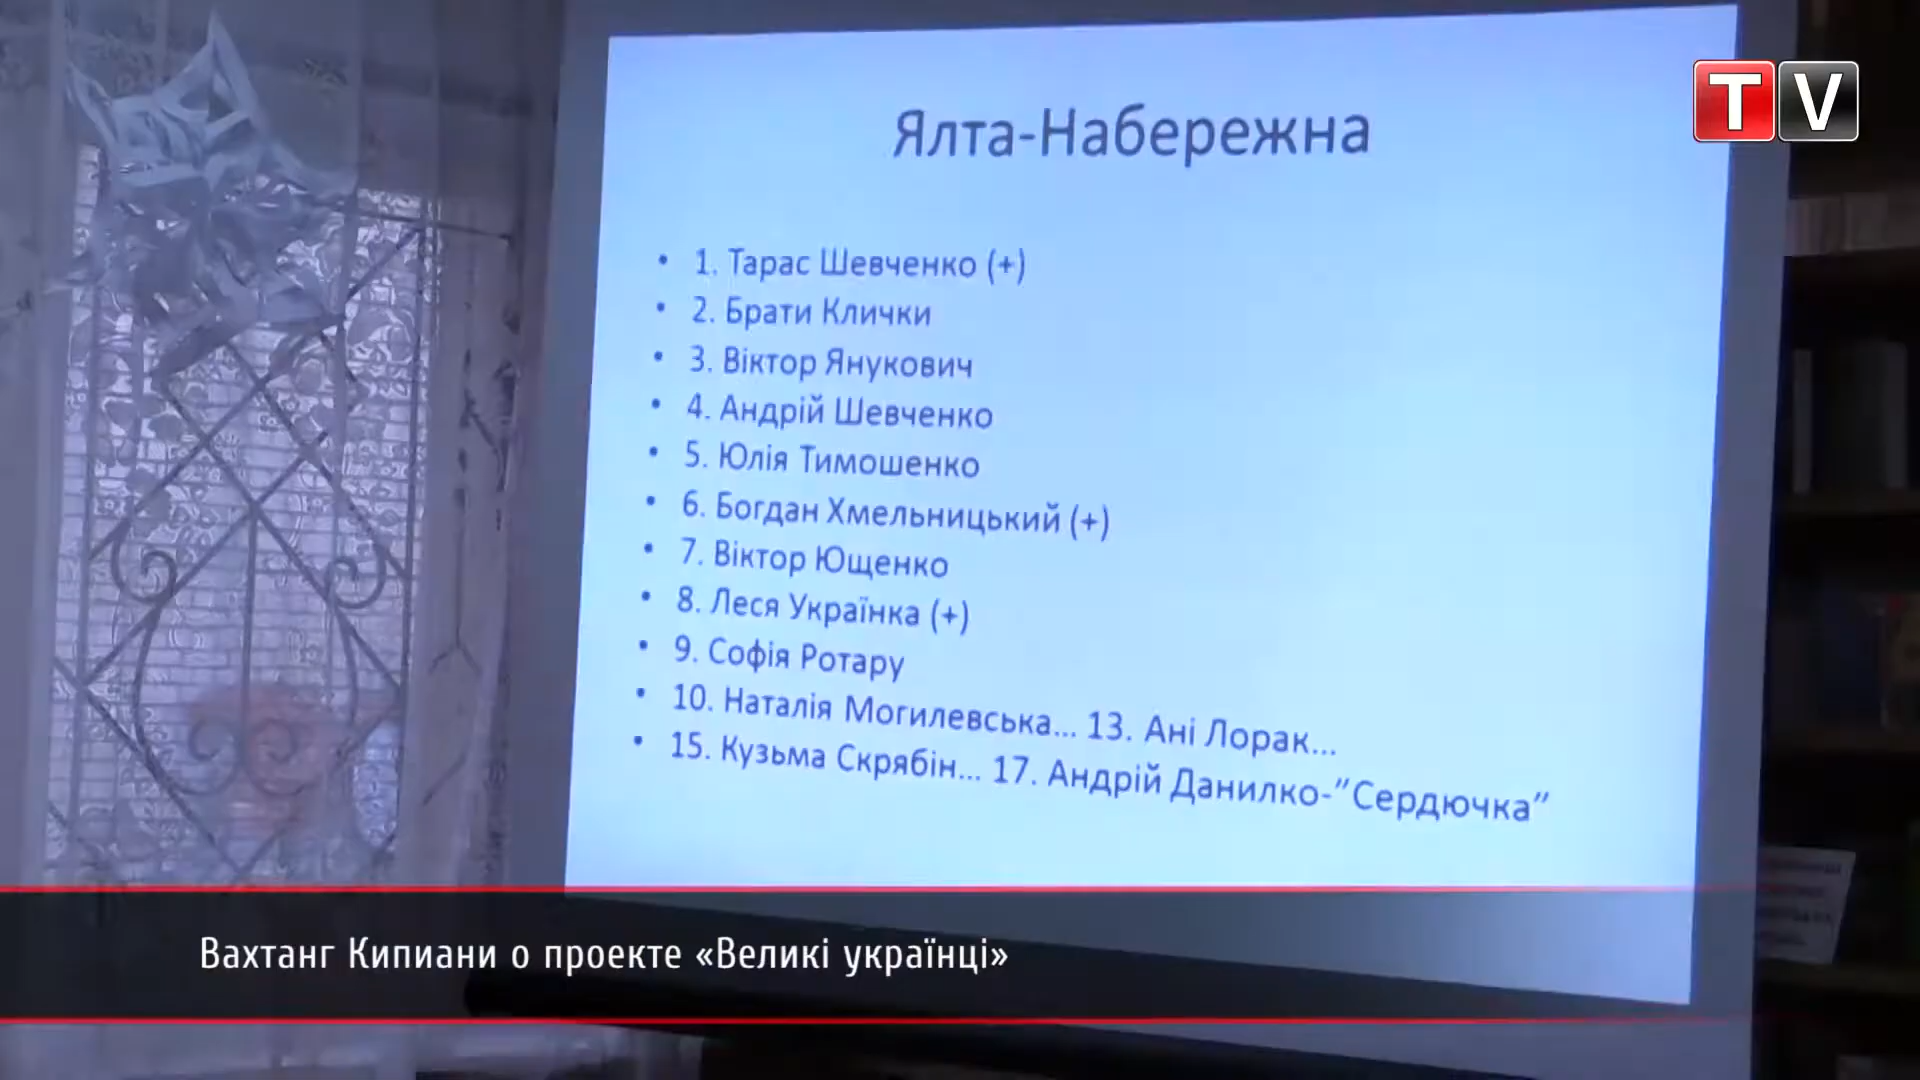 TV
Ялта-Набережна
• 1. Тарас Шевченко (+)
• 2. Брати Клички
• 3. Віктор Янукович
• 4. Андрій Шевченко
• 5. Юлія Тимошенко
• 6. Богдан Хмельницький (+)
• 7. Віктор Ющенко
• 8. Леся Українка (+)
• 9. Софія Ротару
• 10. Наталія Могилевська... 13. Ані Лорак...
• 15. Кузьма Скрябін... 17. Андрій Данилко-”Сердючка”
Вахтанг Кипиани о проекте «Великі українці»